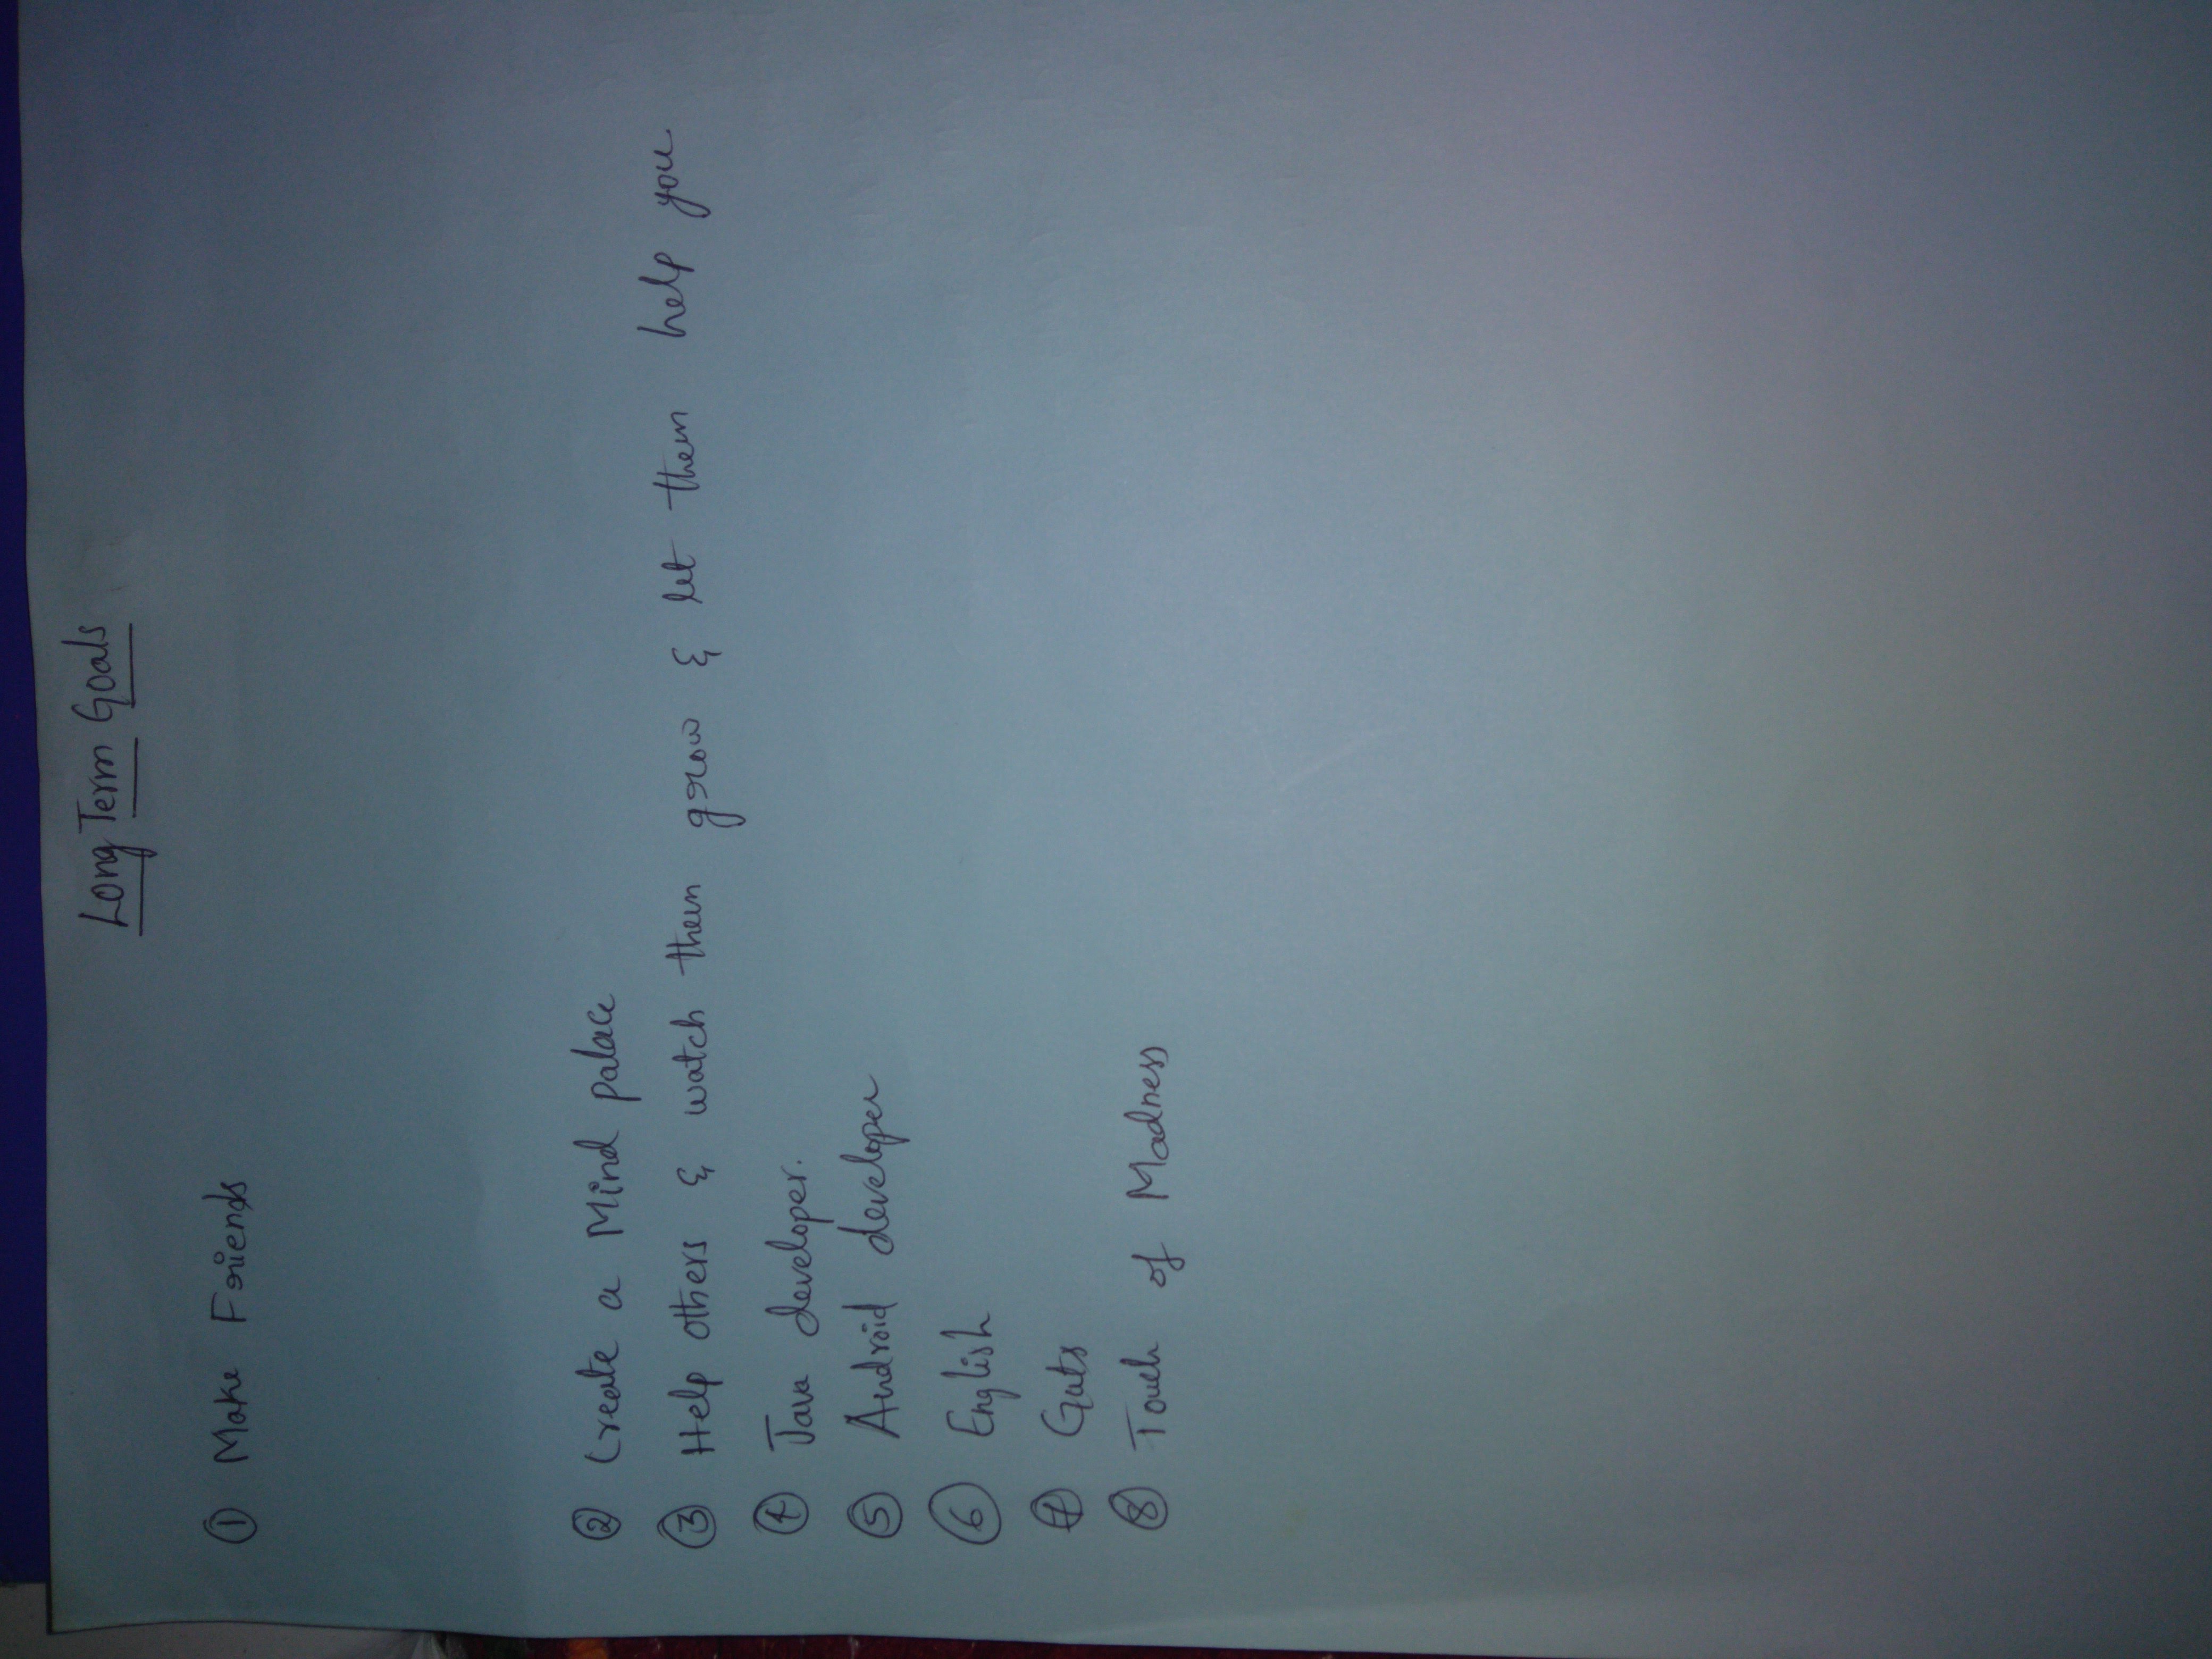 Long Term Goals
① Make Friends
② Create a Mind palace
③ Help others & watch them grow & let them help you
④ Java developer.
⑤ Android developer
⑥ English
⑦ Guts
⑧ Touch of Madness